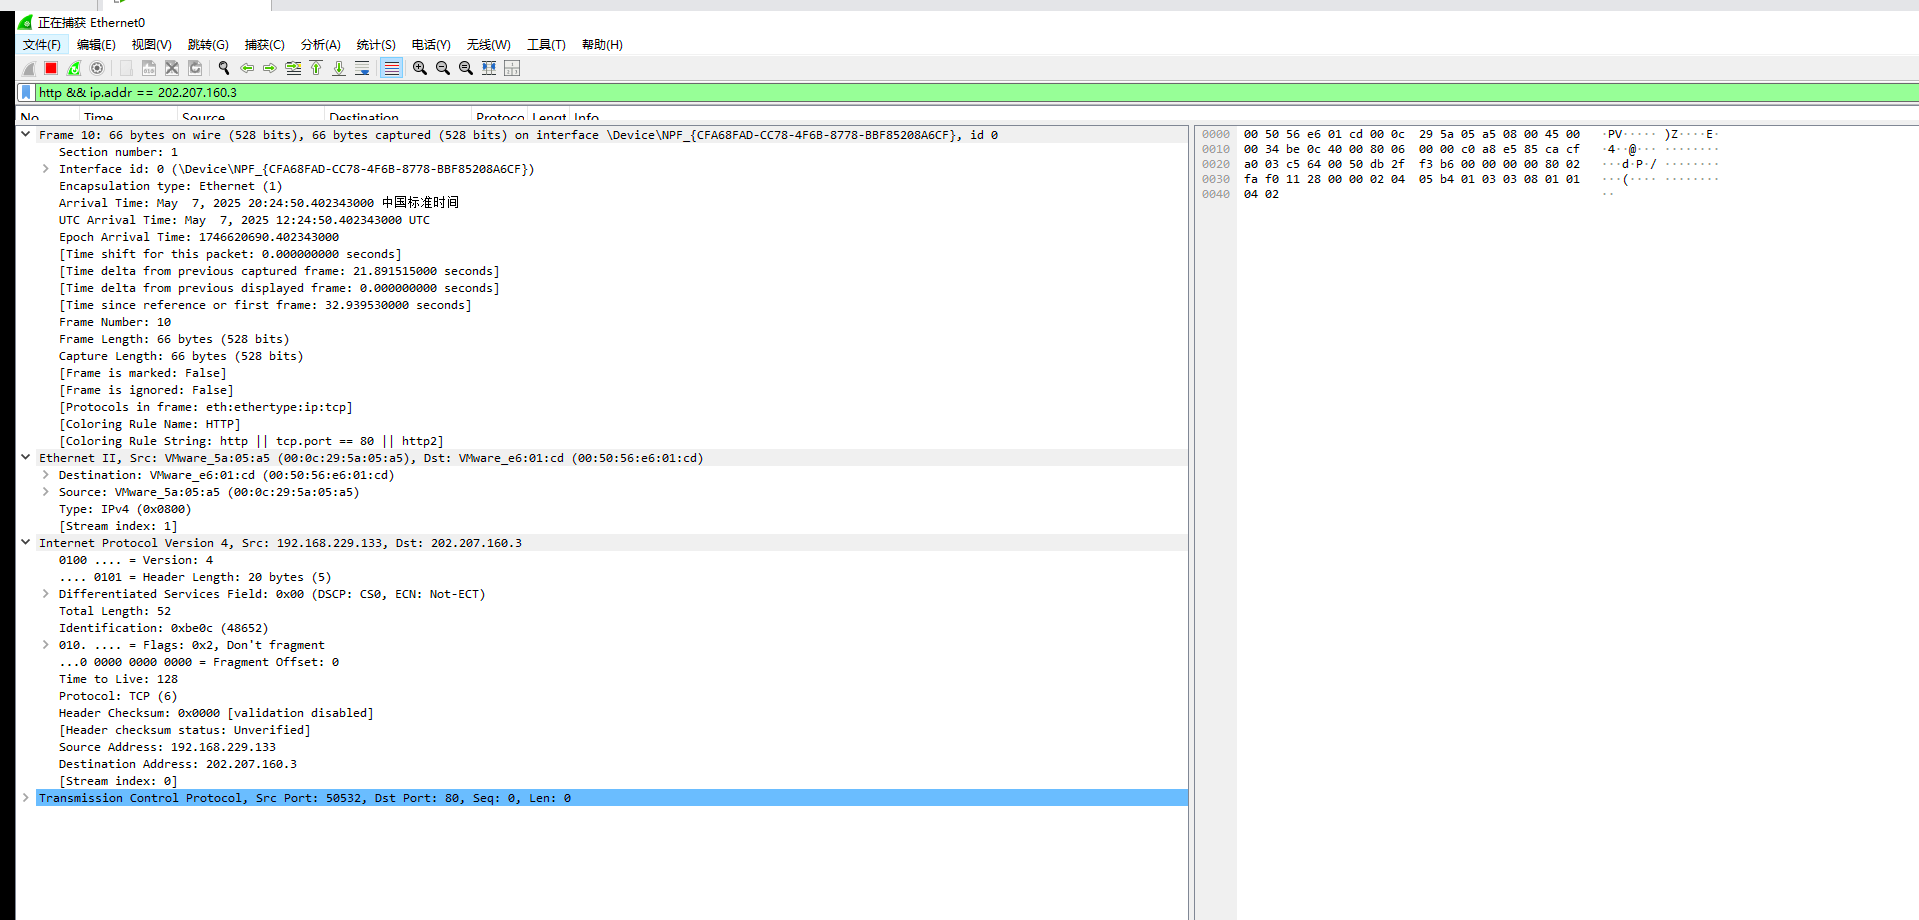 正在捕获 Ethernet0
文件(F) 编辑(E) 视图(V) 跳转(G) 捕获(C) 分析(A) 统计(S) 电话(Y) 无线(W) 工具(T) 帮助(H)
http && ip.addr == 202.207.160.3
No. Time Source Destination Protoco Lengt Info
Frame 10: 66 bytes on wire (528 bits), 66 bytes captured (528 bits) on interface \Device\NPF_{CFA68FAD-CC78-4F6B-8778-BBF85208A6CF}, id 0
Section number: 1
Interface id: 0 (\Device\NPF_{CFA68FAD-CC78-4F6B-8778-BBF85208A6CF})
Encapsulation type: Ethernet (1)
Arrival Time: May  7, 2025 20:24:50.402343000 中国标准时间
UTC Arrival Time: May  7, 2025 12:24:50.402343000 UTC
Epoch Arrival Time: 1746620690.402343000
[Time shift for this packet: 0.000000000 seconds]
[Time delta from previous captured frame: 21.891515000 seconds]
[Time delta from previous displayed frame: 0.000000000 seconds]
[Time since reference or first frame: 32.939530000 seconds]
Frame Number: 10
Frame Length: 66 bytes (528 bits)
Capture Length: 66 bytes (528 bits)
[Frame is marked: False]
[Frame is ignored: False]
[Protocols in frame: eth:ethertype:ip:tcp]
[Coloring Rule Name: HTTP]
[Coloring Rule String: http || tcp.port == 80 || http2]
Ethernet II, Src: VMware_5a:05:a5 (00:0c:29:5a:05:a5), Dst: VMware_e6:01:cd (00:50:56:e6:01:cd)
Destination: VMware_e6:01:cd (00:50:56:e6:01:cd)
Source: VMware_5a:05:a5 (00:0c:29:5a:05:a5)
Type: IPv4 (0x0800)
[Stream index: 1]
Internet Protocol Version 4, Src: 192.168.229.133, Dst: 202.207.160.3
0100 .... = Version: 4
.... 0101 = Header Length: 20 bytes (5)
Differentiated Services Field: 0x00 (DSCP: CS0, ECN: Not-ECT)
Total Length: 52
Identification: 0xbe0c (48652)
010. .... = Flags: 0x2, Don't fragment
...0 0000 0000 0000 = Fragment Offset: 0
Time to Live: 128
Protocol: TCP (6)
Header Checksum: 0x0000 [validation disabled]
[Header checksum status: Unverified]
Source Address: 192.168.229.133
Destination Address: 202.207.160.3
[Stream index: 0]
Transmission Control Protocol, Src Port: 50532, Dst Port: 80, Seq: 0, Len: 0
0000 00 50 56 e6 01 cd 00 0c 29 5a 05 a5 08 00 45 00 ·PV····· )Z····E·
0010 00 34 be 0c 40 00 80 06 00 00 c0 a8 e5 85 ca cf ·4··@··· ········
0020 a0 03 c5 64 00 50 db 2f f3 b6 00 00 00 00 80 02 ···d·P·/ ········
0030 fa f0 11 28 00 00 02 04 05 b4 01 03 03 08 01 01 ···(···· ········
0040 04 02 ··